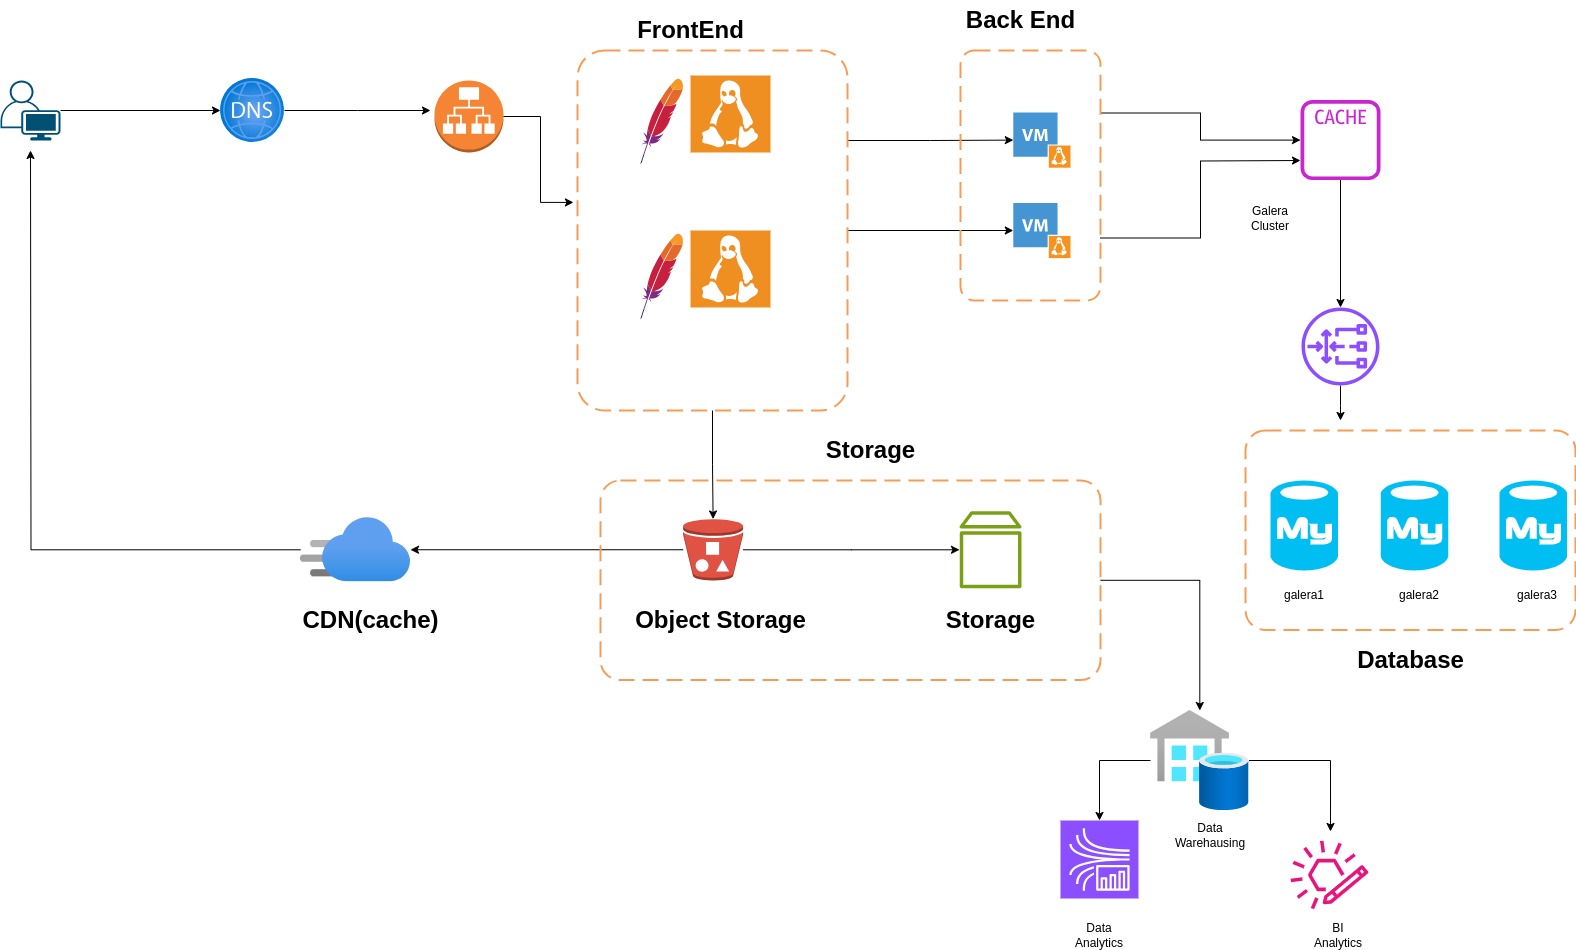 Back End
FrontEnd
DNS
CACHE
VM
VM
Galera
Cluster
Storage
My
My
My
galera1
galera2
galera3
CDN(cache)
Object Storage
Storage
Database
Data
Warehausing
Data
Analytics
BI
Analytics